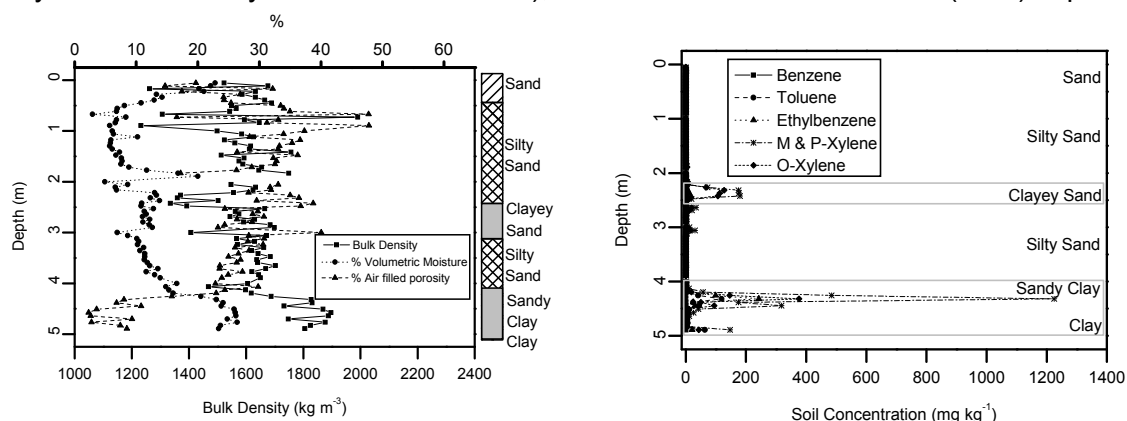 %
0 10 20 30 40 50 60
0
1
2
3
4
5
Depth (m)
1000 1200 1400 1600 1800 2000 2200 2400
Bulk Density (kg m-3)
Bulk Density
% Volumetric Moisture
% Air filled porosity
Sand
Silty
Sand
Clayey
Sand
Silty
Sand
Sandy
Clay
Clay
0
1
2
3
4
5
Depth (m)
Benzene
Toluene
Ethylbenzene
M & P-Xylene
O-Xylene
Sand
Silty Sand
Clayey Sand
Silty Sand
Sandy Clay
Clay
0 200 400 600 800 1000 1200 1400
Soil Concentration (mg kg-1)